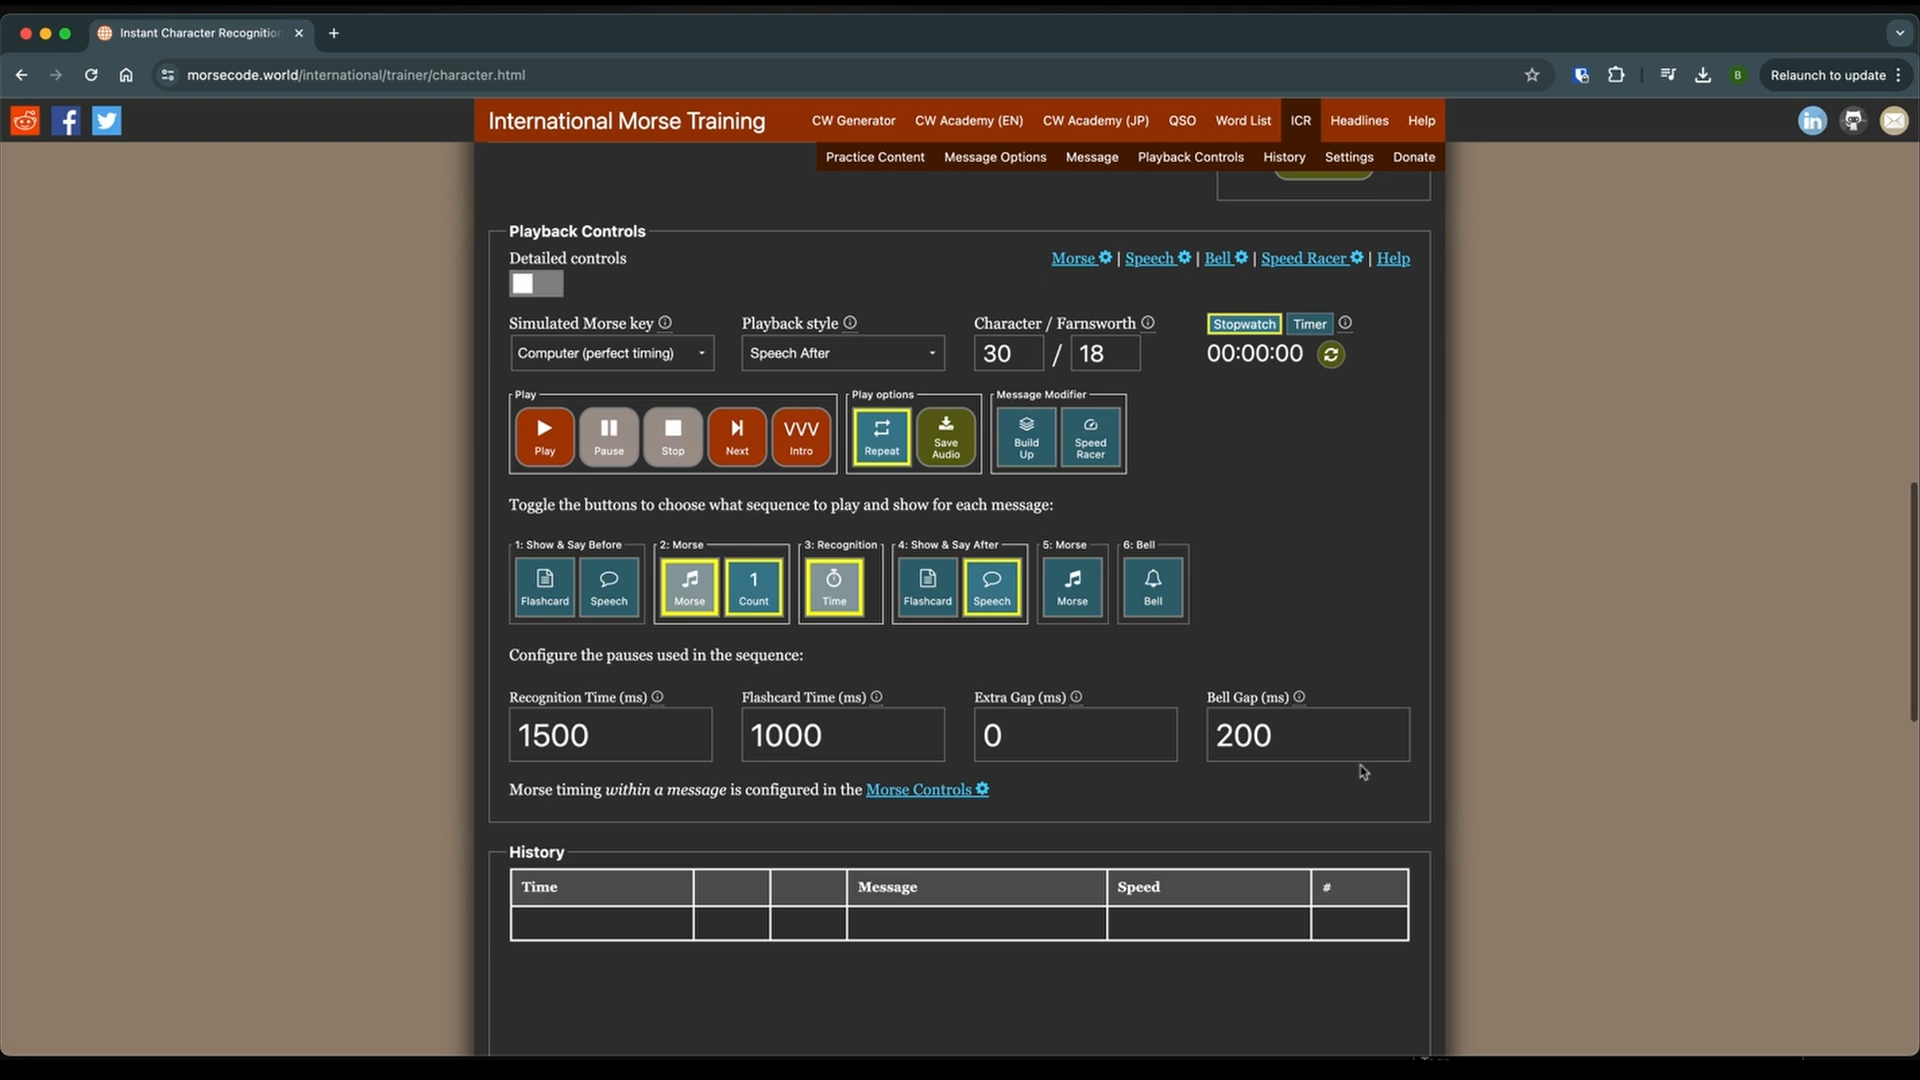 Instant Character Recognition
morsecode.world/international/trainer/character.html
B
Relaunch to update
International Morse Training
CW Generator
CW Academy (EN)
CW Academy (JP)
QSO
Word List
ICR
Headlines
Help
Practice Content
Message Options
Message
Playback Controls
History
Settings
Donate
Playback Controls
Detailed controls
Morse | Speech | Bell | Speed Racer | Help
Simulated Morse key
Playback style
Character / Farnsworth
Stopwatch
Timer
Computer (perfect timing)
Speech After
30 / 18
00:00:00
Play
Play options
Message Modifier
Play
Pause
Stop
Next
VVV
Intro
Repeat
Save
Audio
Build
Up
Speed
Racer
Toggle the buttons to choose what sequence to play and show for each message:
1: Show & Say Before
2: Morse
3: Recognition
4: Show & Say After
5: Morse
6: Bell
Flashcard
Speech
Morse
1
Count
Time
Flashcard
Speech
Morse
Bell
Configure the pauses used in the sequence:
Recognition Time (ms)
Flashcard Time (ms)
Extra Gap (ms)
Bell Gap (ms)
1500
1000
0
200
Morse timing within a message is configured in the Morse Controls
History
Time
Message
Speed
#